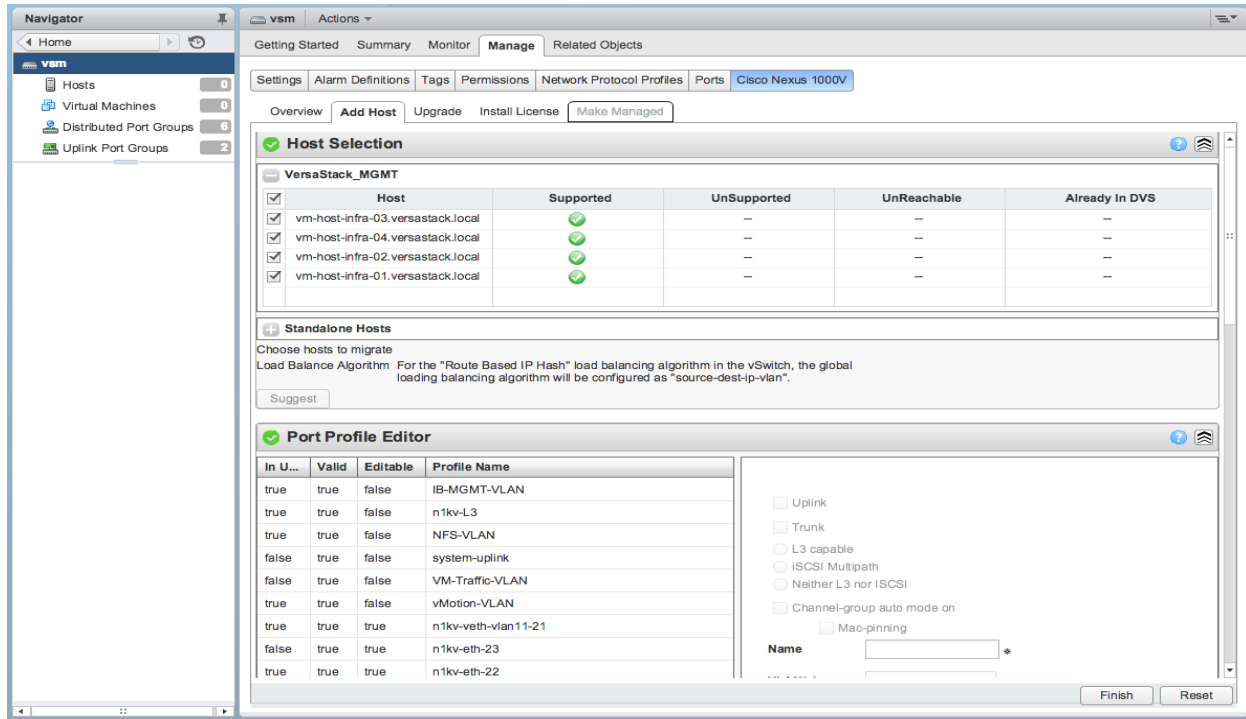 Navigator
Home
vsm
Hosts 0
Virtual Machines 0
Distributed Port Groups 6
Uplink Port Groups 2
vsm Actions
Getting Started Summary Monitor Manage Related Objects
Settings Alarm Definitions Tags Permissions Network Protocol Profiles Ports Cisco Nexus 1000V
Overview Add Host Upgrade Install License Make Managed
Host Selection
VersaStack_MGMT
Host Supported UnSupported UnReachable Already In DVS
vm-host-infra-03.versastack.local -- -- --
vm-host-infra-04.versastack.local -- -- --
vm-host-infra-02.versastack.local -- -- --
vm-host-infra-01.versastack.local -- -- --
Standalone Hosts
Choose hosts to migrate
Load Balance Algorithm For the "Route Based IP Hash" load balancing algorithm in the vSwitch, the global
loading balancing algorithm will be configured as "source-dest-ip-vlan".
Suggest
Port Profile Editor
In U... Valid Editable Profile Name
true true false IB-MGMT-VLAN
true true false n1kv-L3
true true false NFS-VLAN
false true false system-uplink
false true false VM-Traffic-VLAN
true true false vMotion-VLAN
true true true n1kv-veth-vlan11-21
false true true n1kv-eth-23
true true true n1kv-eth-22
Uplink
Trunk
L3 capable
iSCSI Multipath
Neither L3 nor ISCSI
Channel-group auto mode on
Mac-pinning
Name *
Finish Reset